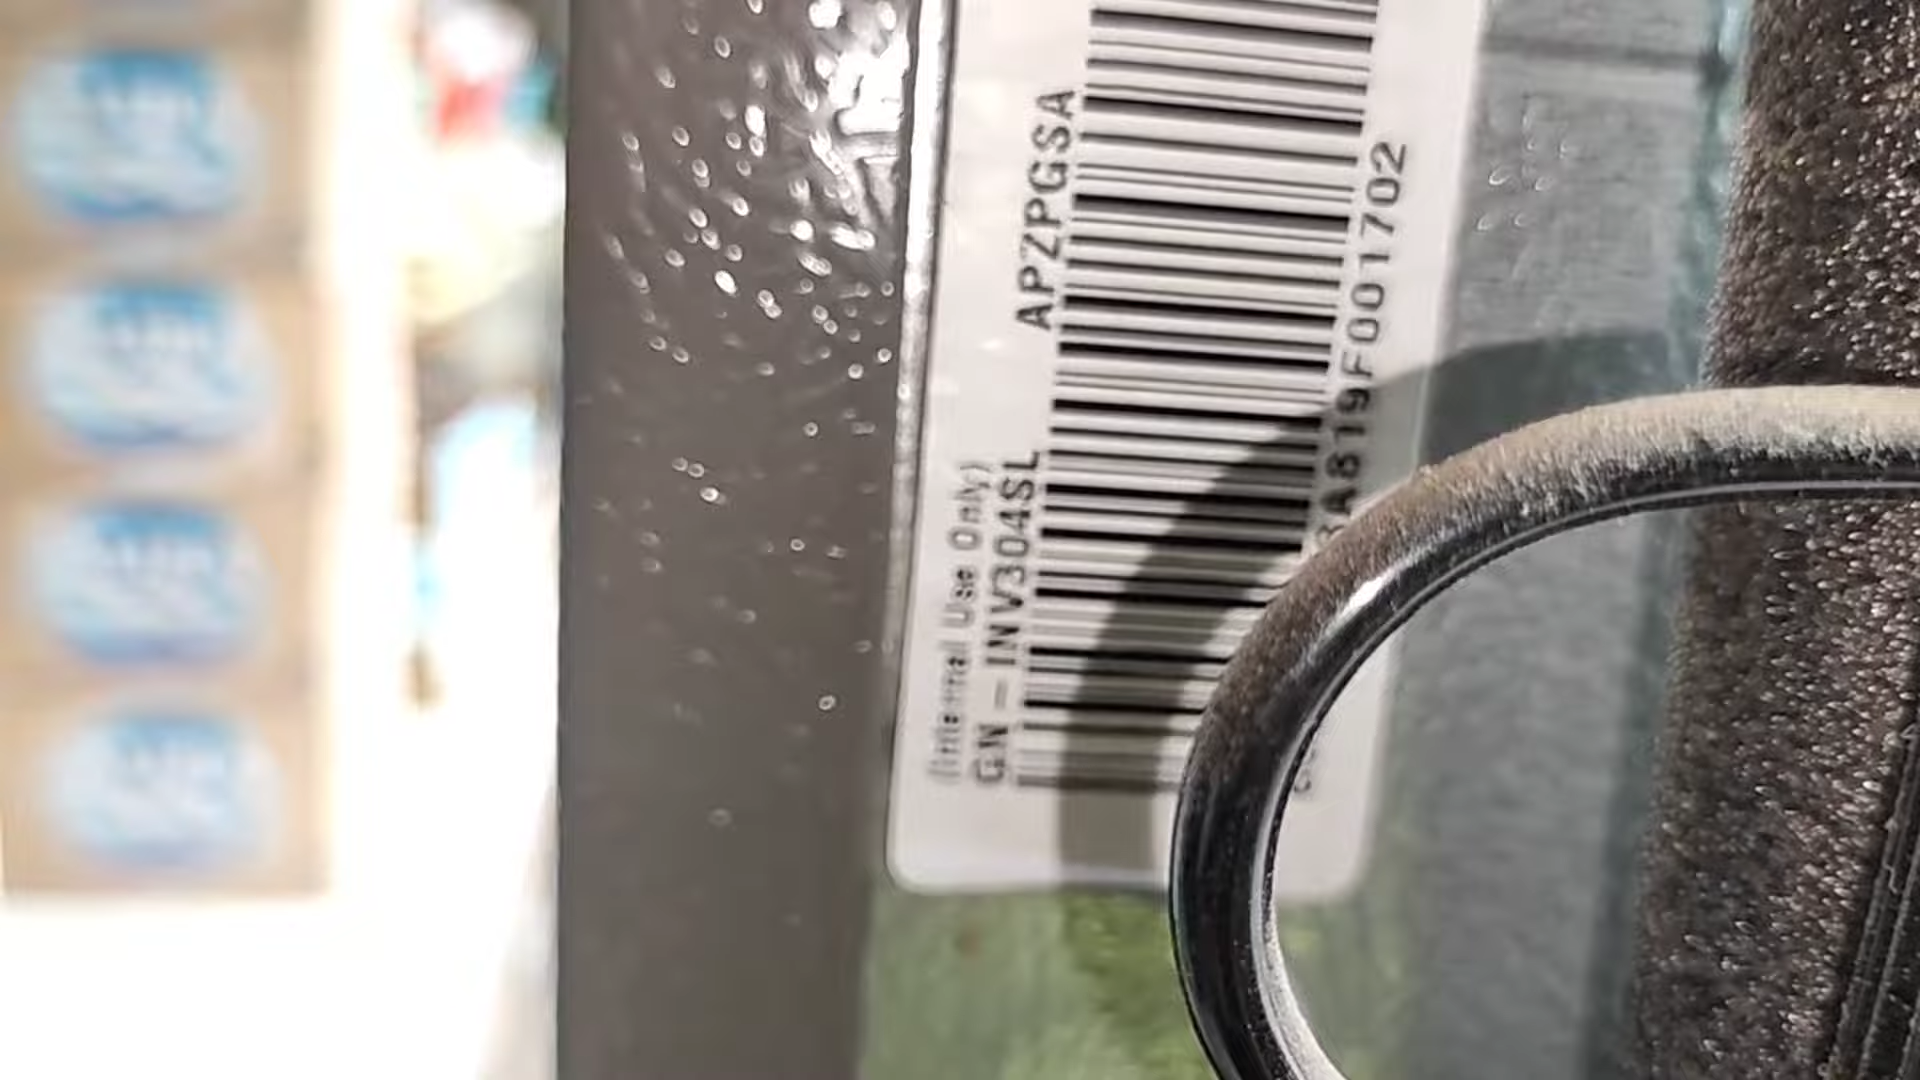 (Internal Use Only)
GN - INV304SL APZPGSA
A819F001702